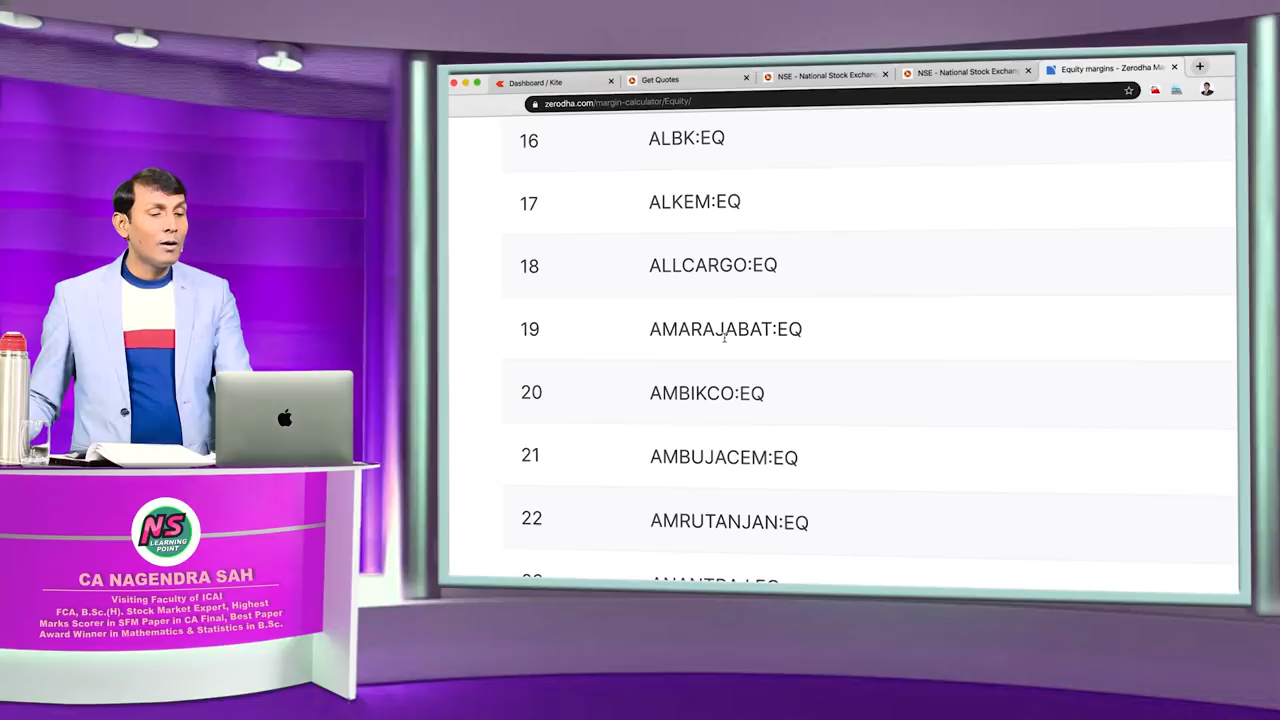 Dashboard / Kite
Get Quotes
NSE - National Stock Exchan
NSE - National Stock Exchan
Equity margins - Zerodha Ma
zerodha.com/margin-calculator/Equity/
16 ALBK:EQ
17 ALKEM:EQ
18 ALLCARGO:EQ
19 AMARAJABAT:EQ
20 AMBIKCO:EQ
21 AMBUJACEM:EQ
22 AMRUTANJAN:EQ
NS
LEARNING
POINT
CA NAGENDRA SAH
Visiting Faculty of ICAI
FCA, B.Sc.(H). Stock Market Expert, Highest
Marks Scorer in SFM Paper in CA Final, Best Paper
Award Winner in Mathematics & Statistics in B.Sc.